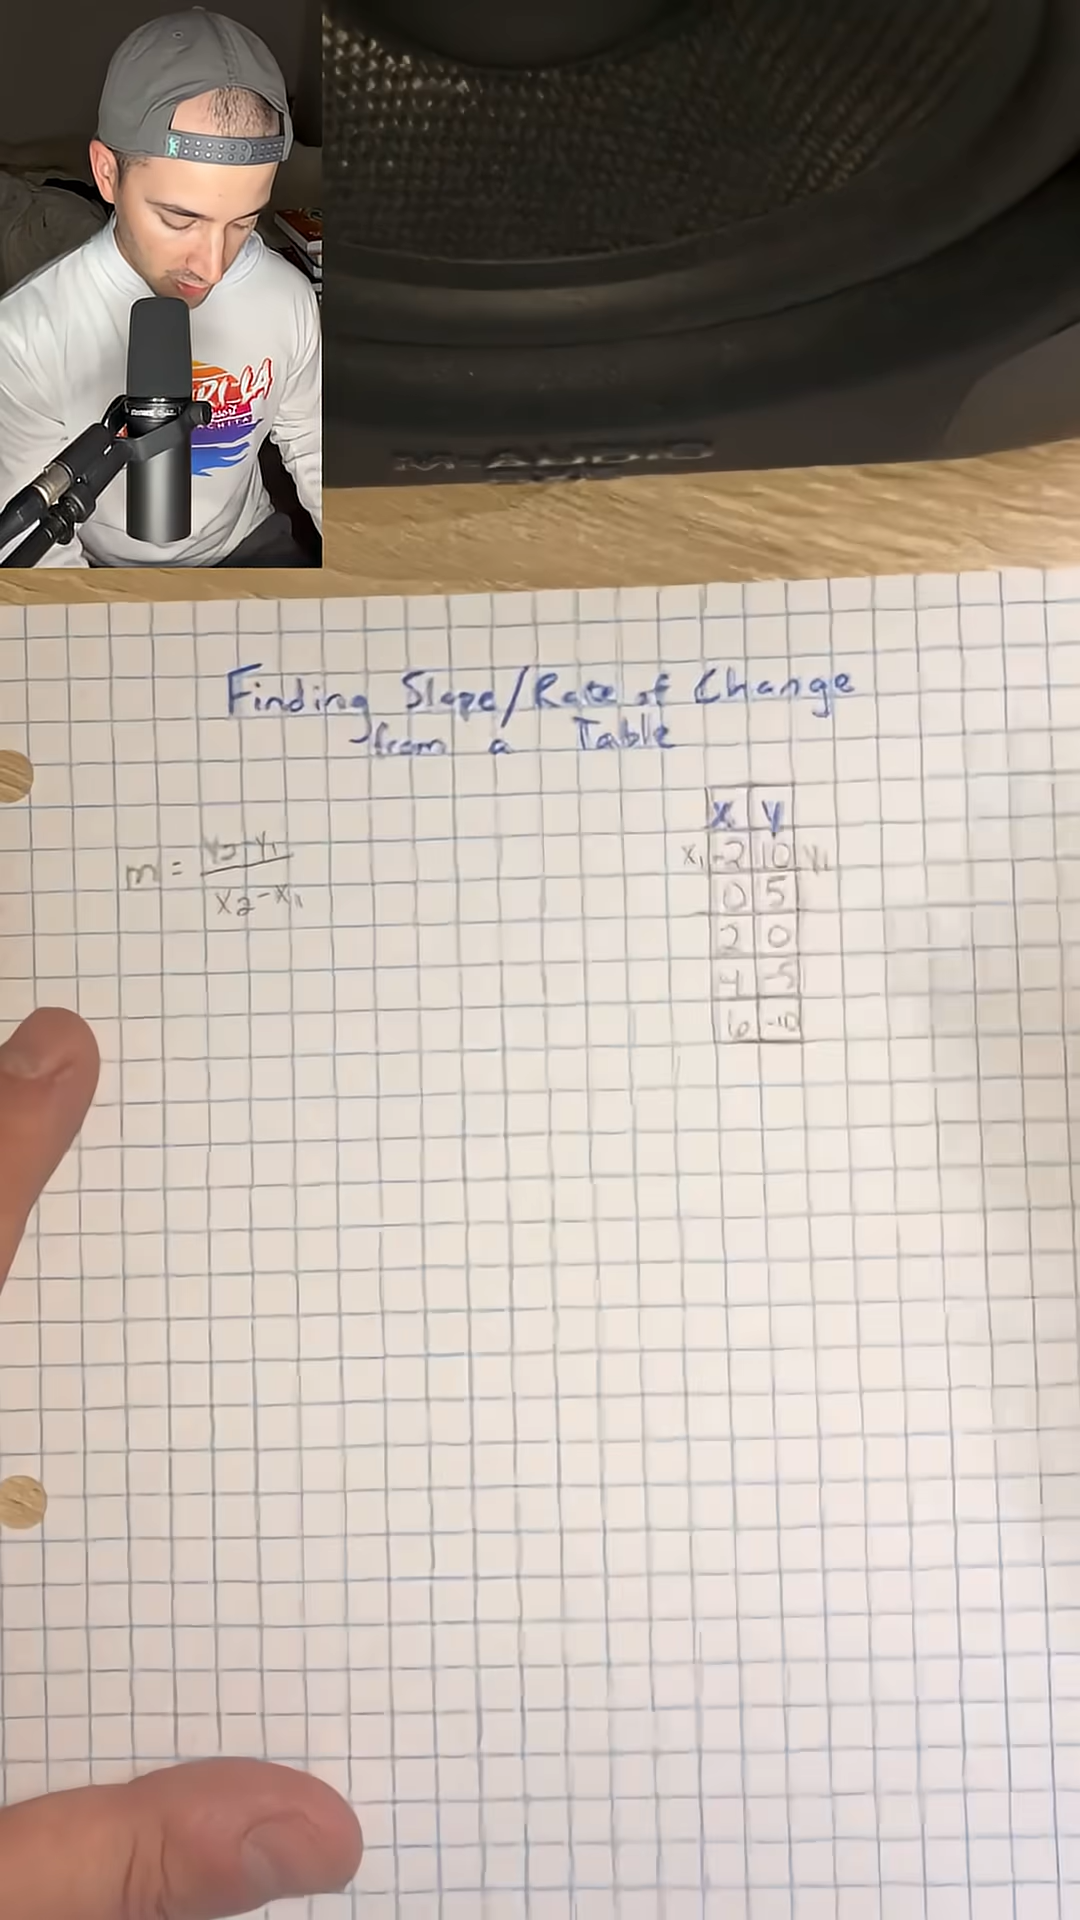 M-AUDIO
Finding Slope/Rate of Change
from a Table
m = y₂-y₁
x₂-x₁
x y
x₁ -2 10 y₁
0 5
2 0
4 -5
6 -10